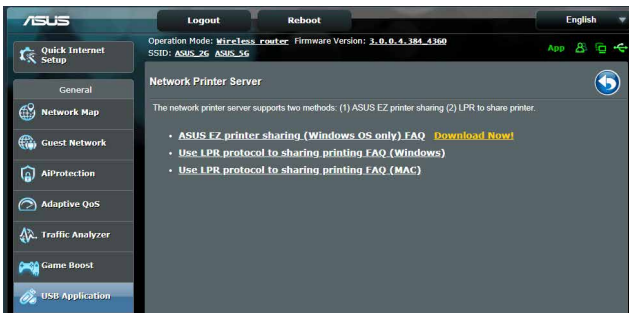 ASUS
Logout
Reboot
English
Quick Internet
Setup
Operation Mode: Wireless router Firmware Version: 3.0.0.4.384_4360
SSID: ASUS_2G ASUS_5G
App
General
Network Map
Guest Network
AiProtection
Adaptive QoS
Traffic Analyzer
Game Boost
USB Application
Network Printer Server
The network printer server supports two methods: (1) ASUS EZ printer sharing (2) LPR to share printer.
• ASUS EZ printer sharing (Windows OS only) FAQ Download Now!
• Use LPR protocol to sharing printing FAQ (Windows)
• Use LPR protocol to sharing printing FAQ (MAC)